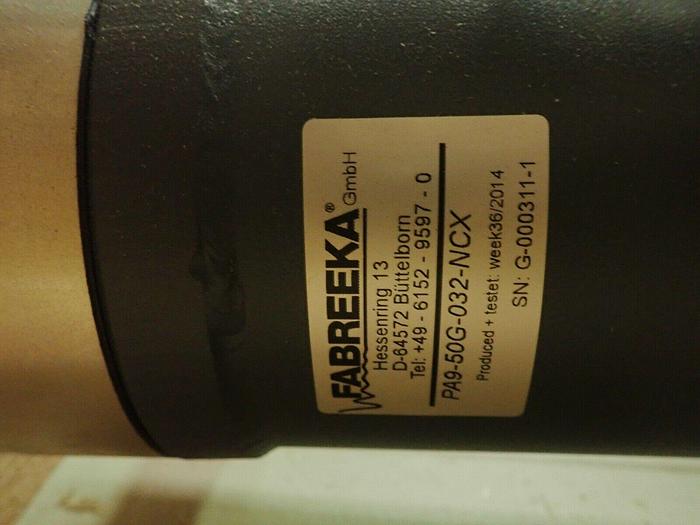 FABREEKA® GmbH
Hessenring 13
D-64572 Büttelborn
Tel: +49 - 6152 - 9597 - 0
PA9-50G-032-NCX
Produced + testet: week36/2014
SN: G-000311-1